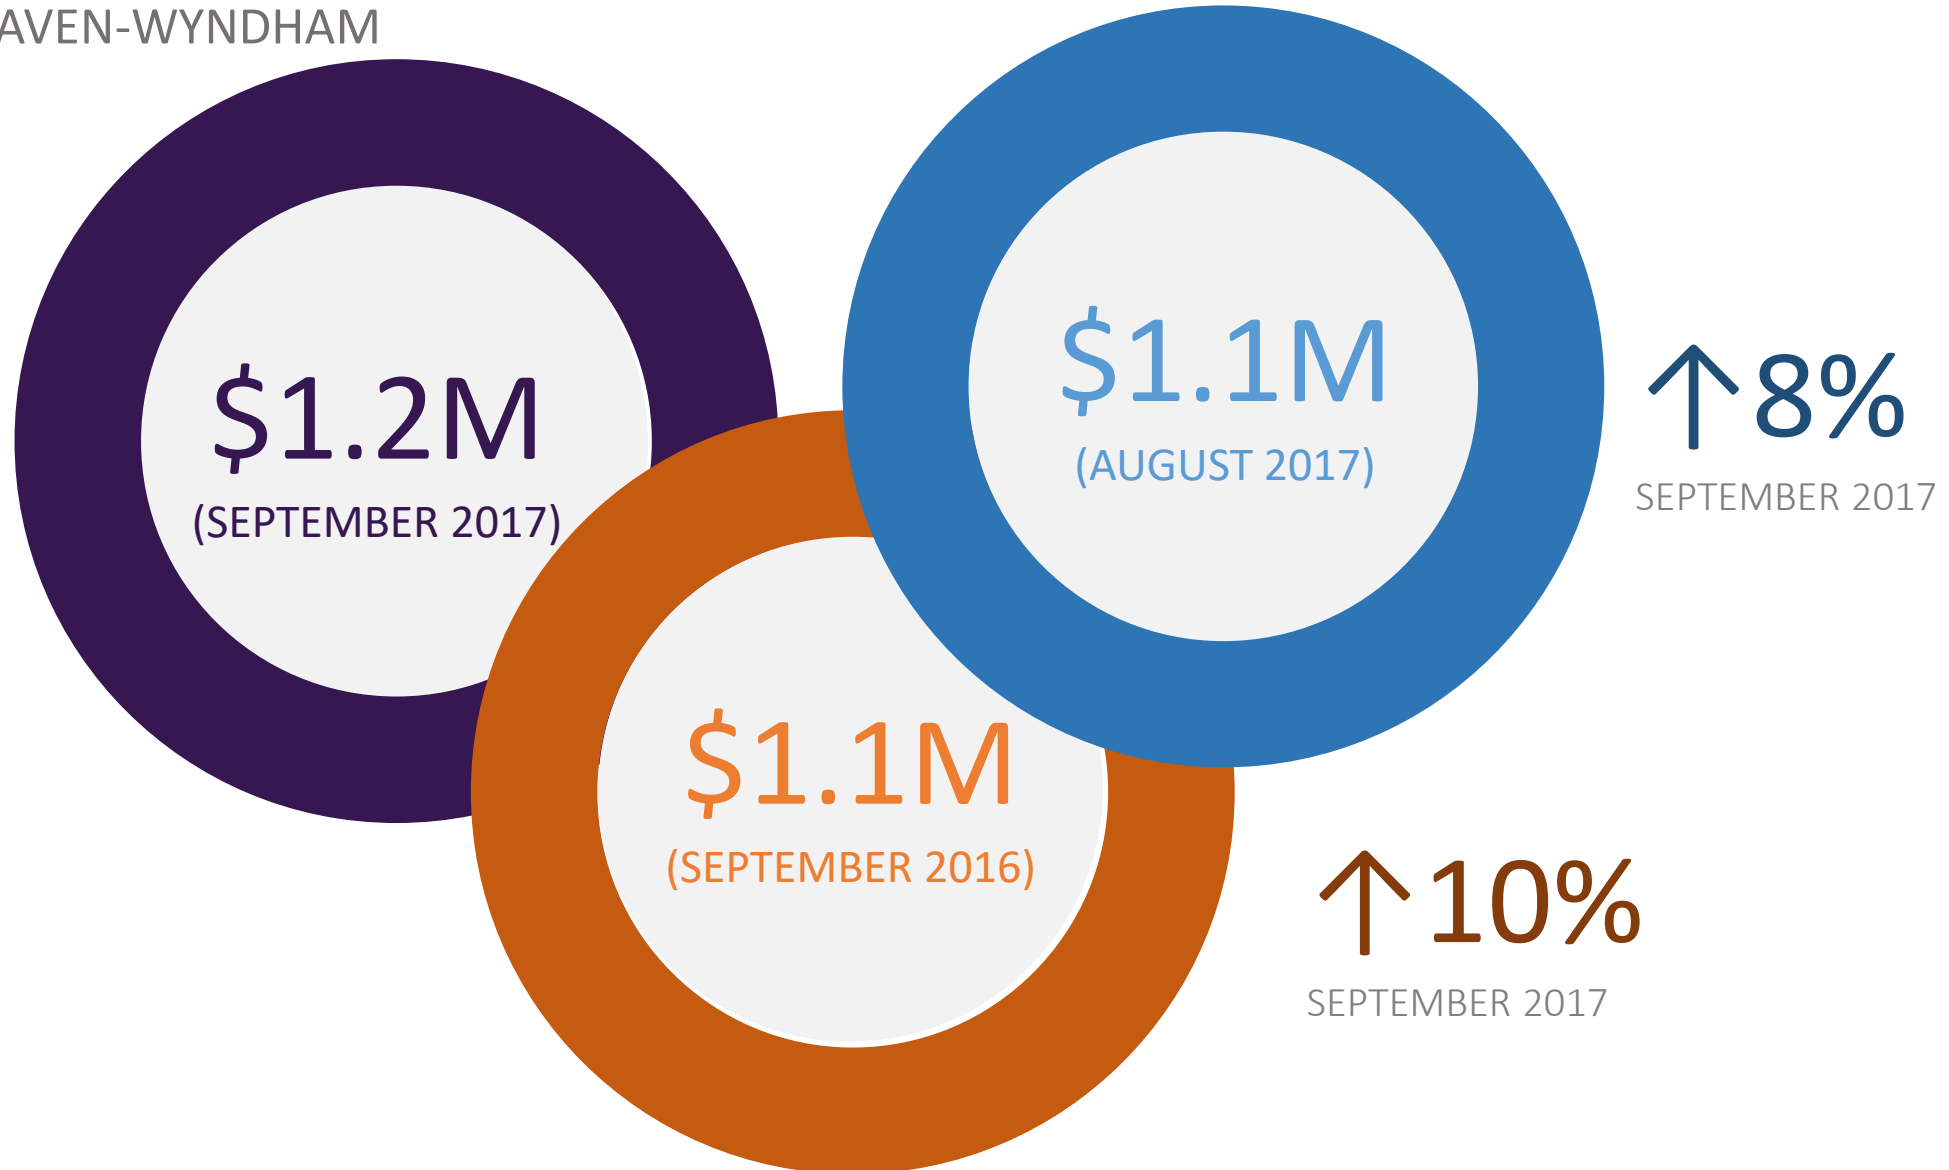 AVEN-WYNDHAM
$1.2M
(SEPTEMBER 2017)
$1.1M
(AUGUST 2017)
↑8%
SEPTEMBER 2017
$1.1M
(SEPTEMBER 2016)
↑10%
SEPTEMBER 2017